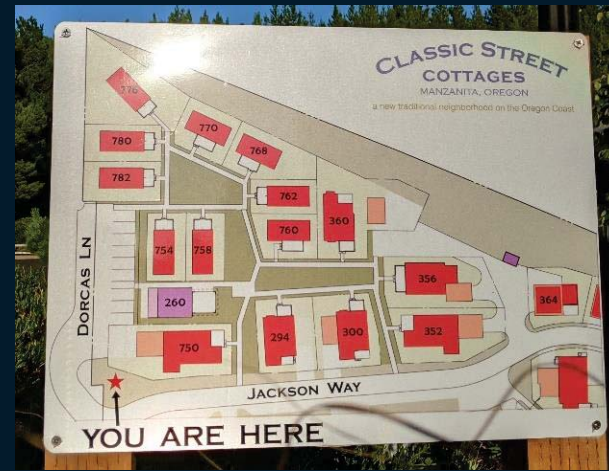 CLASSIC STREET
COTTAGES
MANZANITA, OREGON
a new traditional neighborhood on the Oregon Coast
776
770
768
780
782
762
760
360
754
758
356
364
260
352
750
294
300
DORCAS LN
JACKSON WAY
YOU ARE HERE